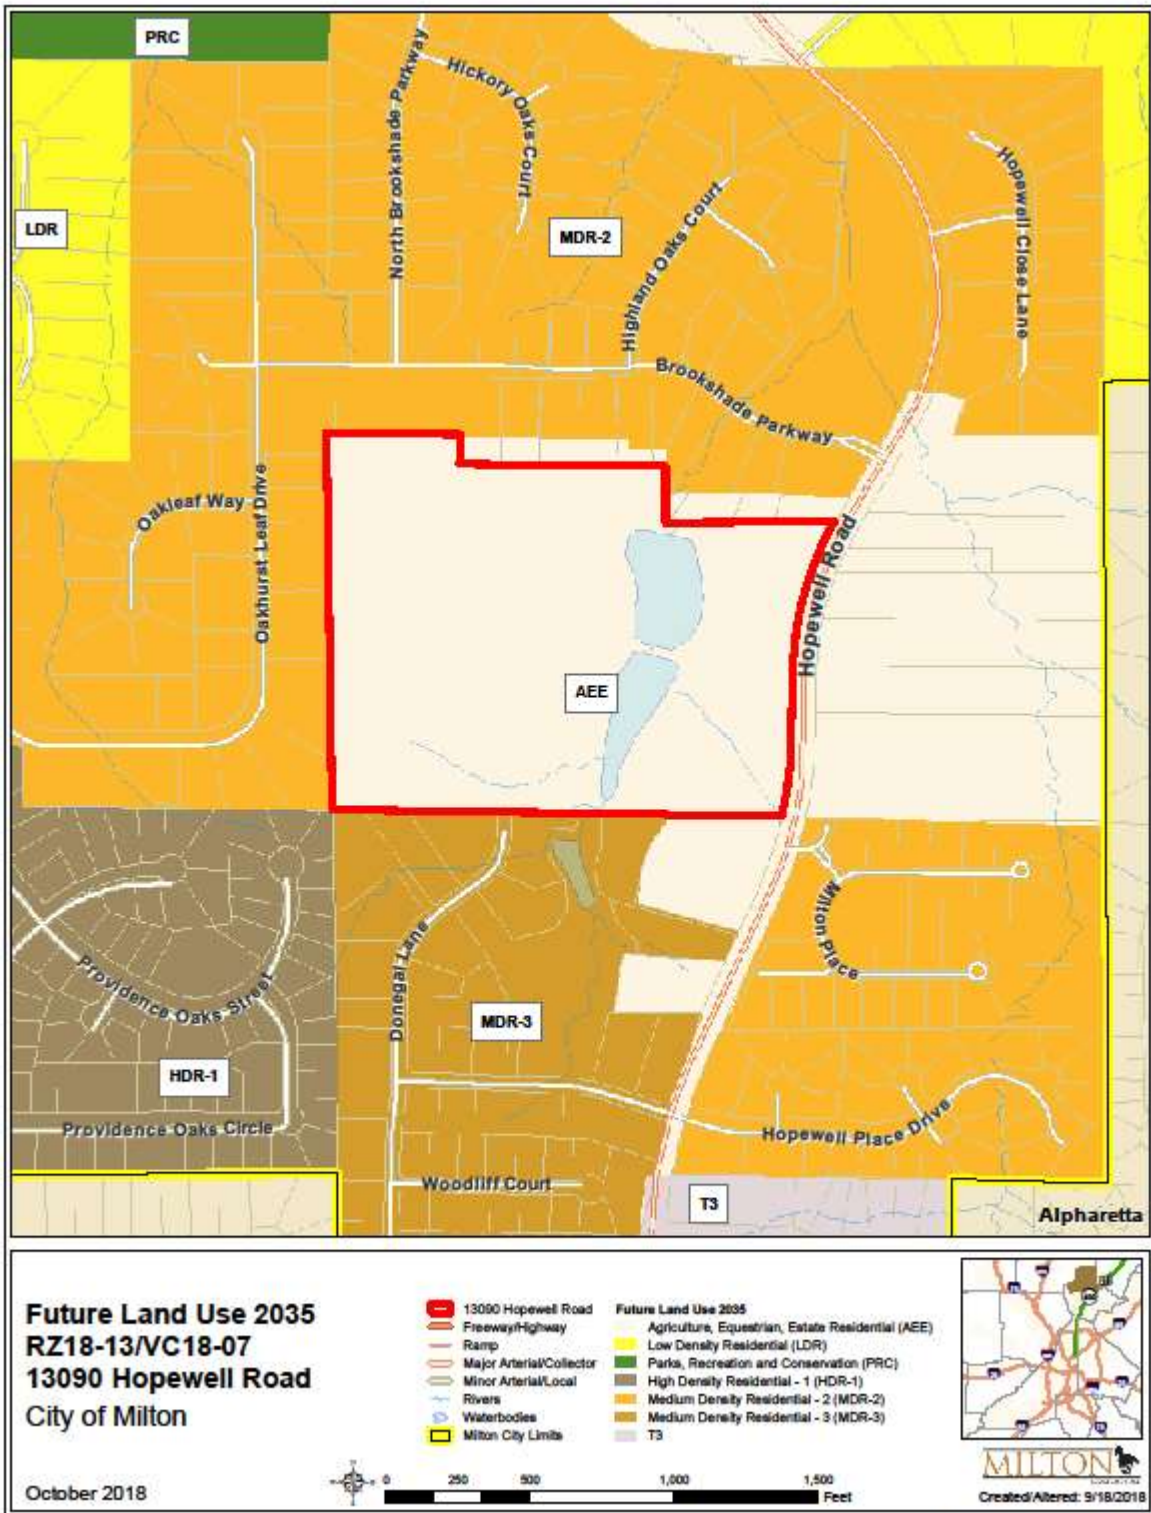 PRC
North Brookshade Parkway
Hickory Oaks Court
LDR
MDR-2
Highland Oaks Court
Hopewell Close Lane
Brookshade Parkway
Oakleaf Way
Oakhurst Leaf Drive
Hopewell Road
AEE
Milton Place
Donegal Lane
Providence Oaks Street
MDR-3
HDR-1
Providence Oaks Circle
Hopewell Place Drive
Woodliff Court
T3
Alpharetta
Future Land Use 2035
RZ18-13/VC18-07
13090 Hopewell Road
City of Milton
October 2018
13090 Hopewell Road
Freeway/Highway
Ramp
Major Arterial/Collector
Minor Arterial/Local
Rivers
Waterbodies
Milton City Limits
Future Land Use 2035
Agriculture, Equestrian, Estate Residential (AEE)
Low Density Residential (LDR)
Parks, Recreation and Conservation (PRC)
High Density Residential - 1 (HDR-1)
Medium Density Residential - 2 (MDR-2)
Medium Density Residential - 3 (MDR-3)
T3
0 250 500 1,000 1,500
Feet
MILTON
Created/Altered: 9/18/2018